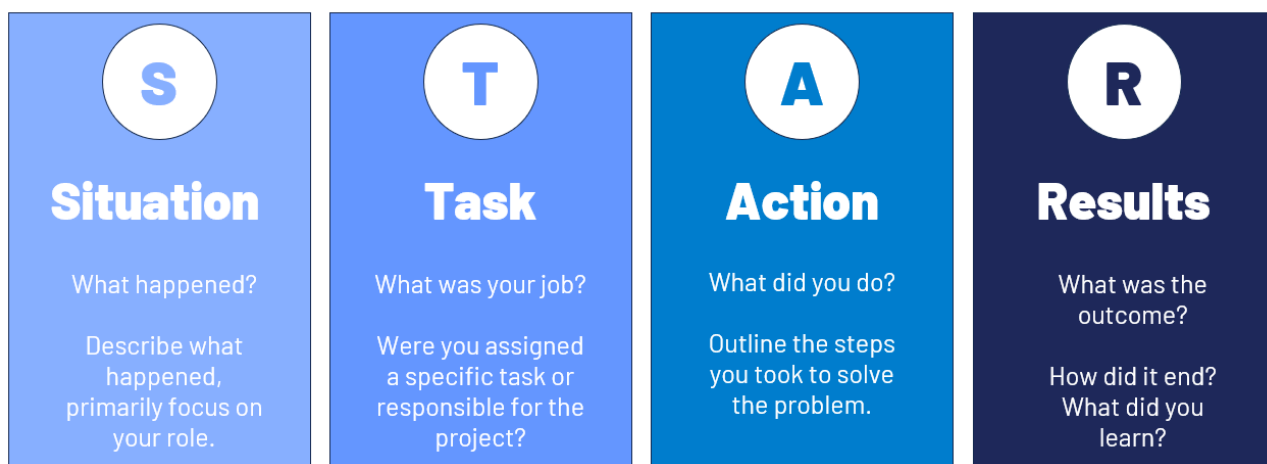 S
Situation
What happened?
Describe what
happened,
primarily focus on
your role.
T
Task
What was your job?
Were you assigned
a specific task or
responsible for the
project?
A
Action
What did you do?
Outline the steps
you took to solve
the problem.
R
Results
What was the
outcome?
How did it end?
What did you
learn?